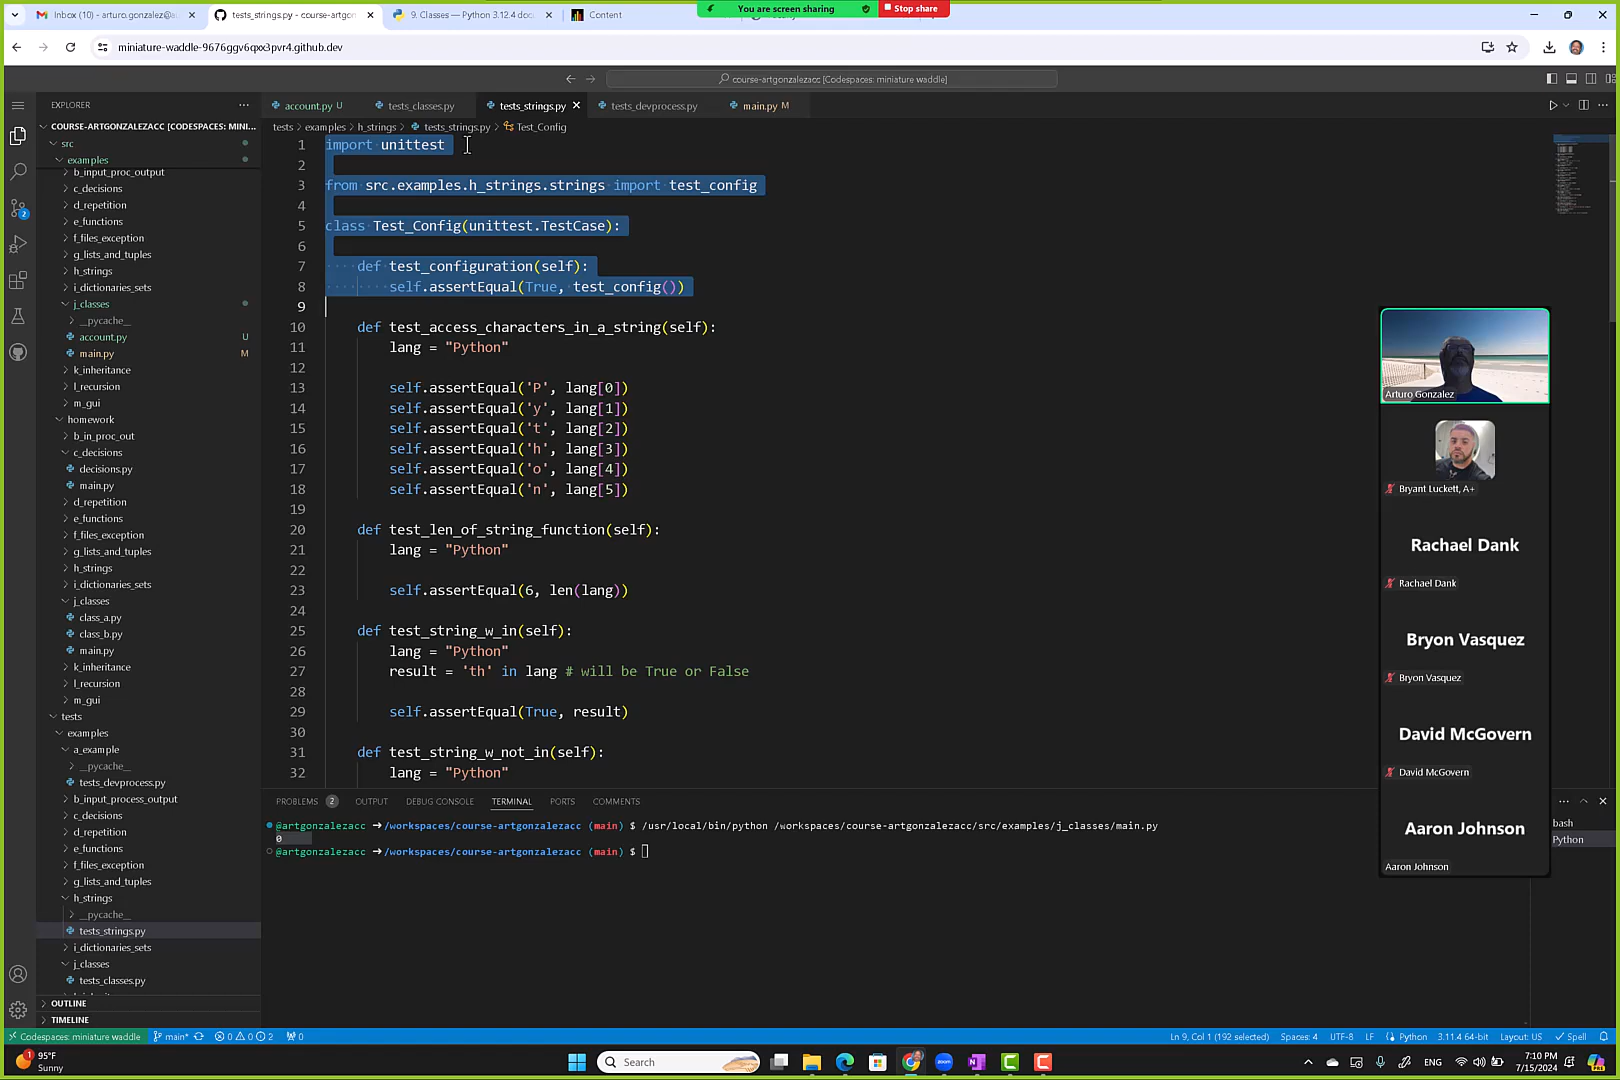 Inbox (10) - arturo.gonzalez@a
tests_strings.py - course-artgon
9. Classes — Python 3.12.4 doc
Content
You are screen sharing
Stop share
miniature-waddle-9676ggv6qxx3pvr4.github.dev
course-artgonzalezacc [Codespaces: miniature waddle]
EXPLORER
account.py U
tests_classes.py
tests_strings.py
tests_devprocess.py
main.py M
COURSE-ARTGONZALEZACC [CODESPACES: MINI...
tests > examples > h_strings > tests_strings.py > Test_Config
src
examples
b_input_proc_output
c_decisions
d_repetition
e_functions
f_files_exception
g_lists_and_tuples
h_strings
i_dictionaries_sets
j_classes
__pycache__
account.py U
main.py M
k_inheritance
l_recursion
m_gui
homework
b_in_proc_out
c_decisions
decisions.py
main.py
d_repetition
e_functions
f_files_exception
g_lists_and_tuples
h_strings
i_dictionaries_sets
j_classes
class_a.py
class_b.py
main.py
k_inheritance
l_recursion
m_gui
tests
examples
a_example
__pycache__
tests_devprocess.py
b_input_process_output
c_decisions
d_repetition
e_functions
f_files_exception
g_lists_and_tuples
h_strings
__pycache__
tests_strings.py
i_dictionaries_sets
j_classes
tests_classes.py
OUTLINE
TIMELINE
1 import unittest
2
3 from src.examples.h_strings.strings import test_config
4
5 class Test_Config(unittest.TestCase):
6
7 def test_configuration(self):
8 self.assertEqual(True, test_config())
9
10 def test_access_characters_in_a_string(self):
11 lang = "Python"
12
13 self.assertEqual('P', lang[0])
14 self.assertEqual('y', lang[1])
15 self.assertEqual('t', lang[2])
16 self.assertEqual('h', lang[3])
17 self.assertEqual('o', lang[4])
18 self.assertEqual('n', lang[5])
19
20 def test_len_of_string_function(self):
21 lang = "Python"
22
23 self.assertEqual(6, len(lang))
24
25 def test_string_w_in(self):
26 lang = "Python"
27 result = 'th' in lang # will be True or False
28
29 self.assertEqual(True, result)
30
31 def test_string_w_not_in(self):
32 lang = "Python"
PROBLEMS 2 OUTPUT DEBUG CONSOLE TERMINAL PORTS COMMENTS
@artgonzalezacc ➜/workspaces/course-artgonzalezacc (main) $ /usr/local/bin/python /workspaces/course-artgonzalezacc/src/examples/j_classes/main.py
0
@artgonzalezacc ➜/workspaces/course-artgonzalezacc (main) $
bash
Python
Arturo Gonzalez
Bryant Luckett, A+
Rachael Dank
Rachael Dank
Bryon Vasquez
Bryon Vasquez
David McGovern
David McGovern
Aaron Johnson
Aaron Johnson
Codespaces: miniature waddle main* 0 0 2 0
Ln 9, Col 1 (192 selected) Spaces: 4 UTF-8 LF Python 3.11.4 64-bit Layout: US Spell
1
95°F
Sunny
Search
ENG
7:10 PM
7/15/2024